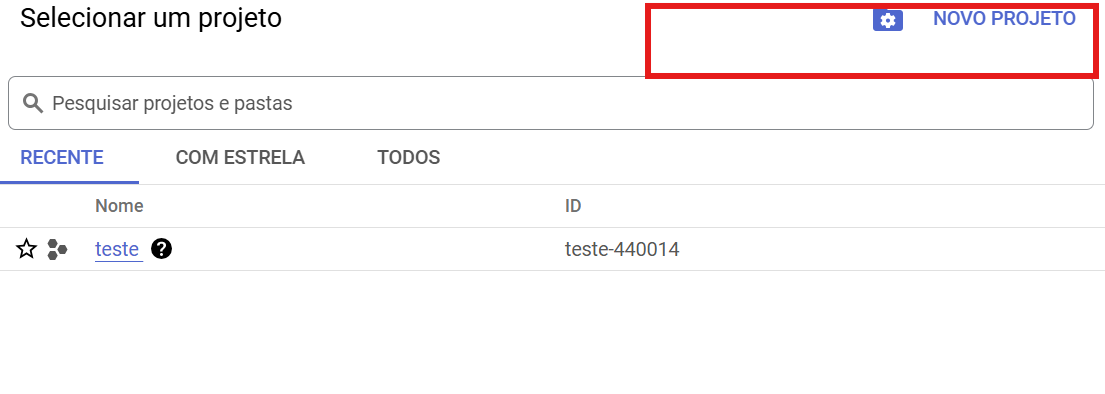 Selecionar um projeto
NOVO PROJETO
Pesquisar projetos e pastas
RECENTE COM ESTRELA TODOS
Nome ID
teste ? teste-440014